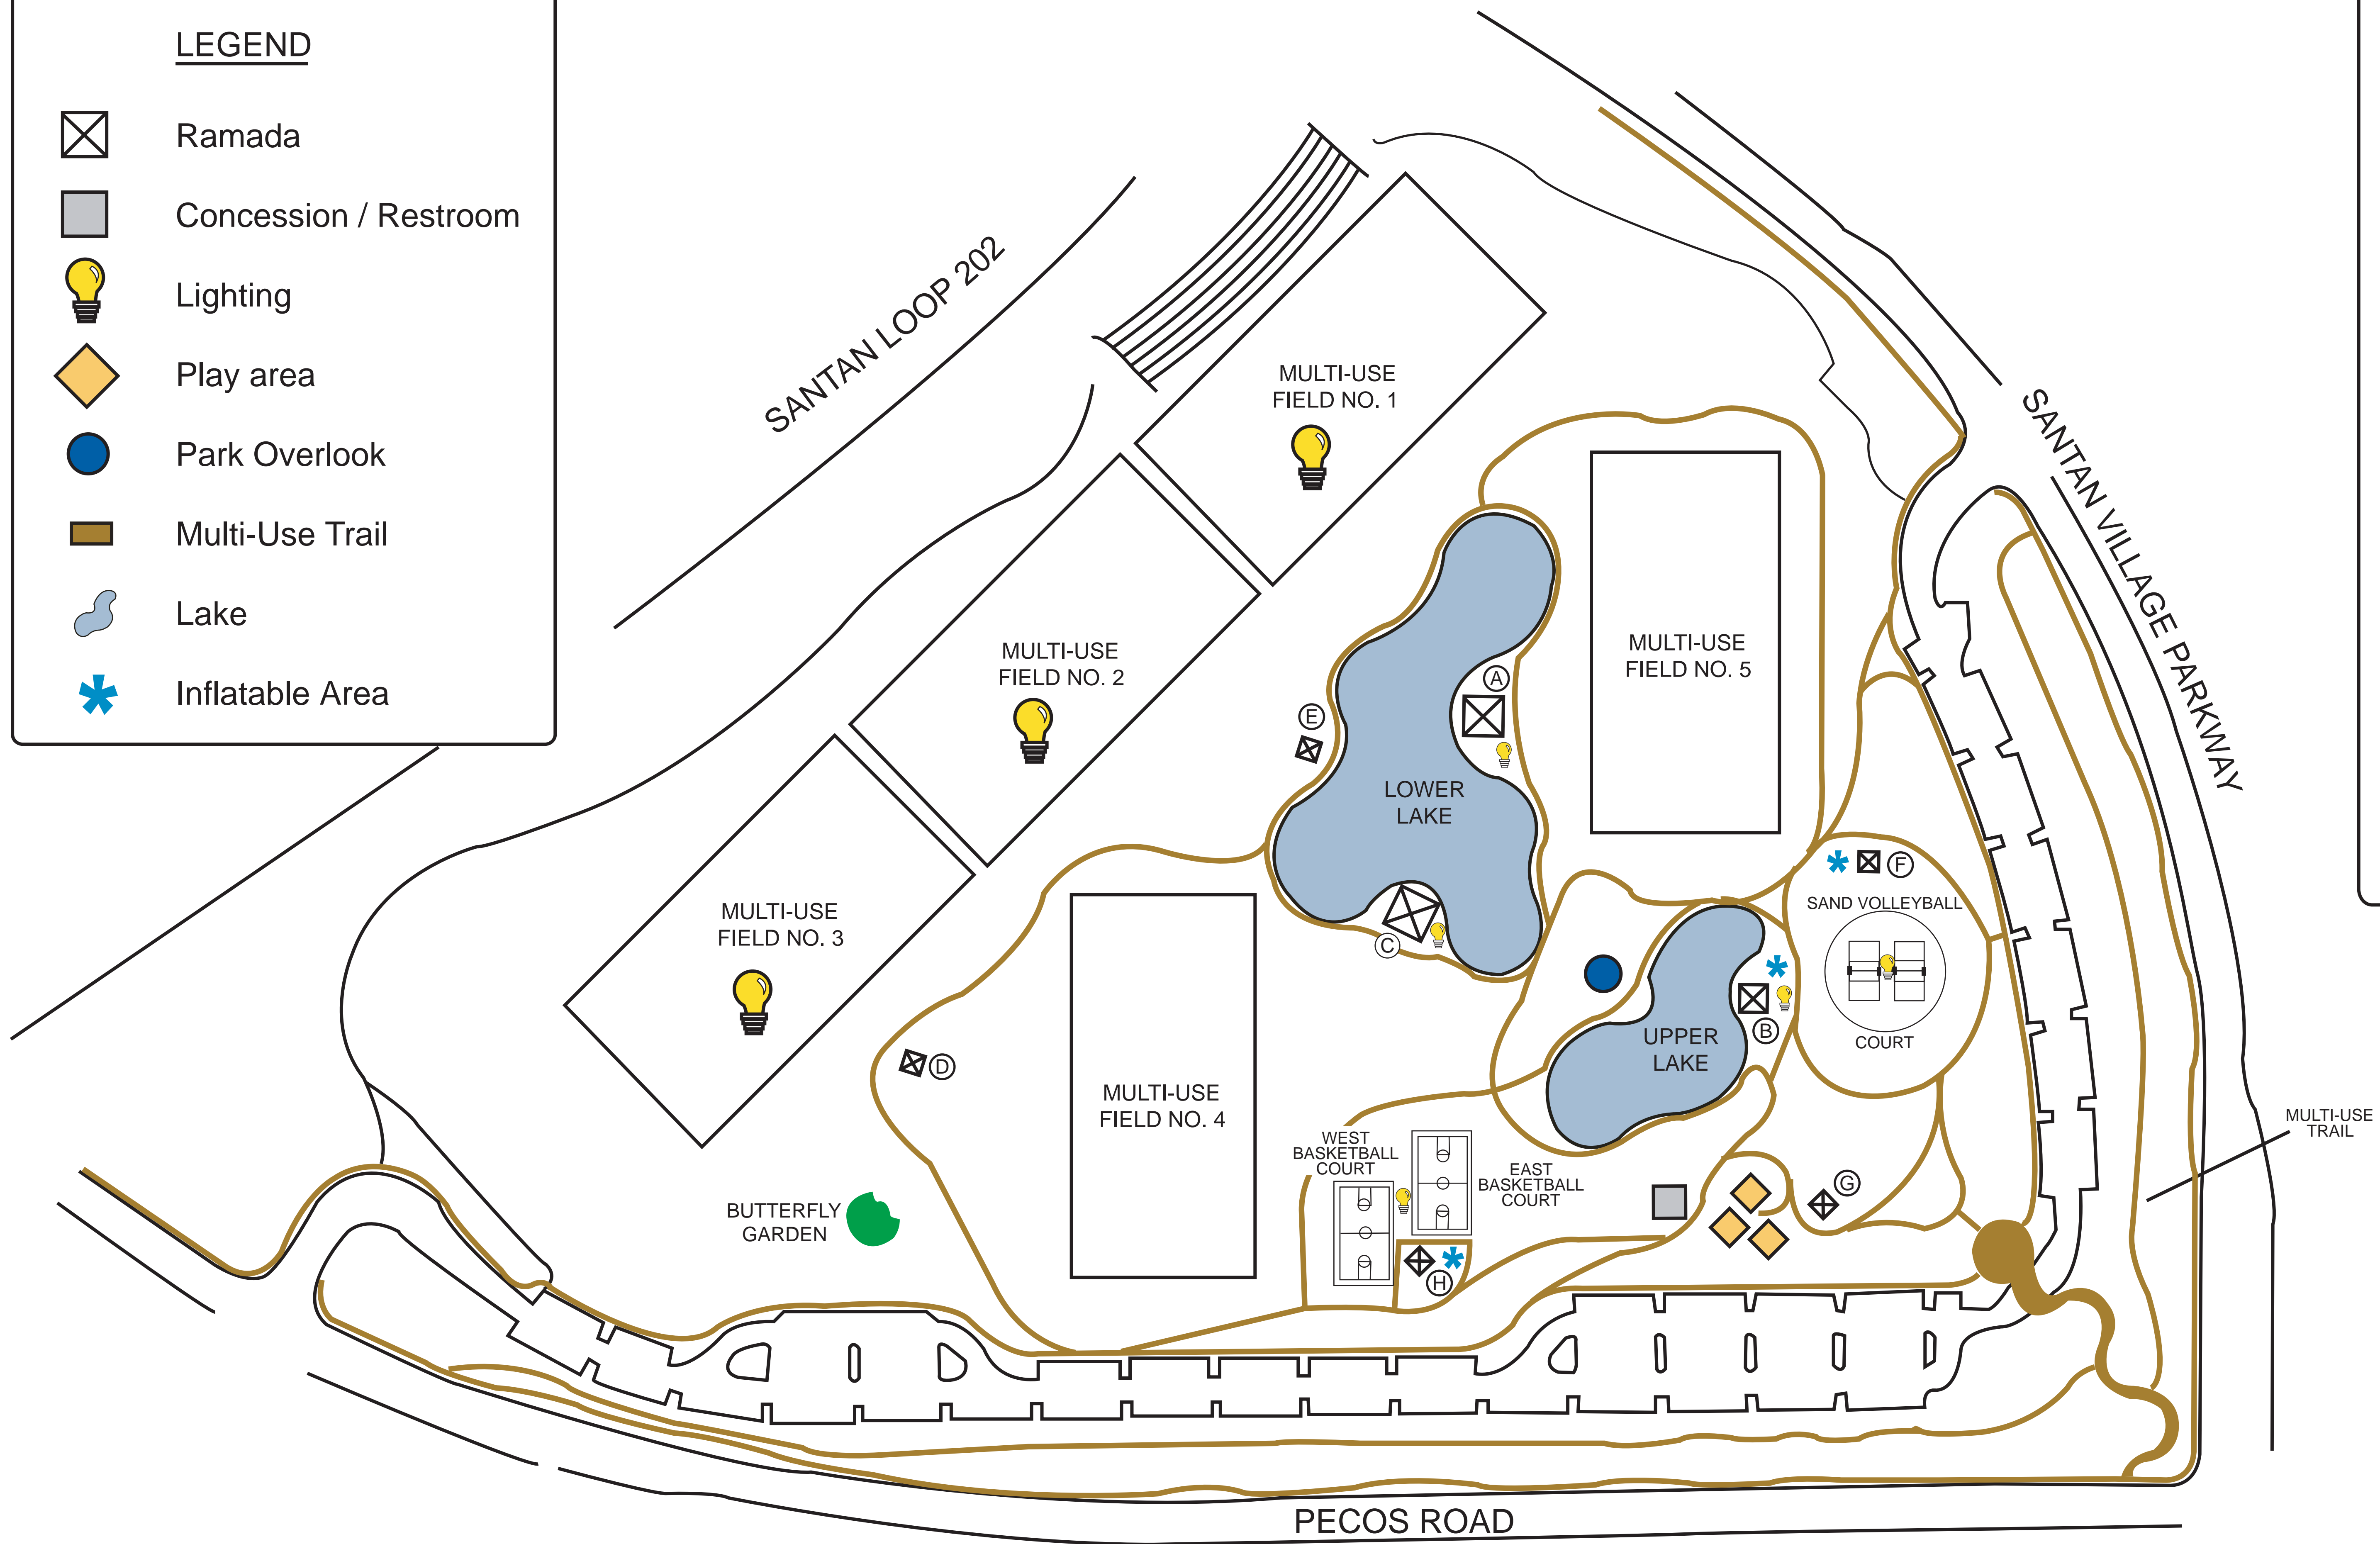 LEGEND
Ramada
Concession / Restroom
Lighting
Play area
Park Overlook
Multi-Use Trail
Lake
Inflatable Area
SANTAN LOOP 202
SANTAN VILLAGE PARKWAY
MULTI-USE
FIELD NO. 1
MULTI-USE
FIELD NO. 2
MULTI-USE
FIELD NO. 5
A
E
LOWER
LAKE
F
SAND VOLLEYBALL
COURT
MULTI-USE
FIELD NO. 3
C
B
UPPER
LAKE
D
MULTI-USE
FIELD NO. 4
WEST
BASKETBALL
COURT
EAST
BASKETBALL
COURT
G
H
BUTTERFLY
GARDEN
MULTI-USE
TRAIL
PECOS ROAD